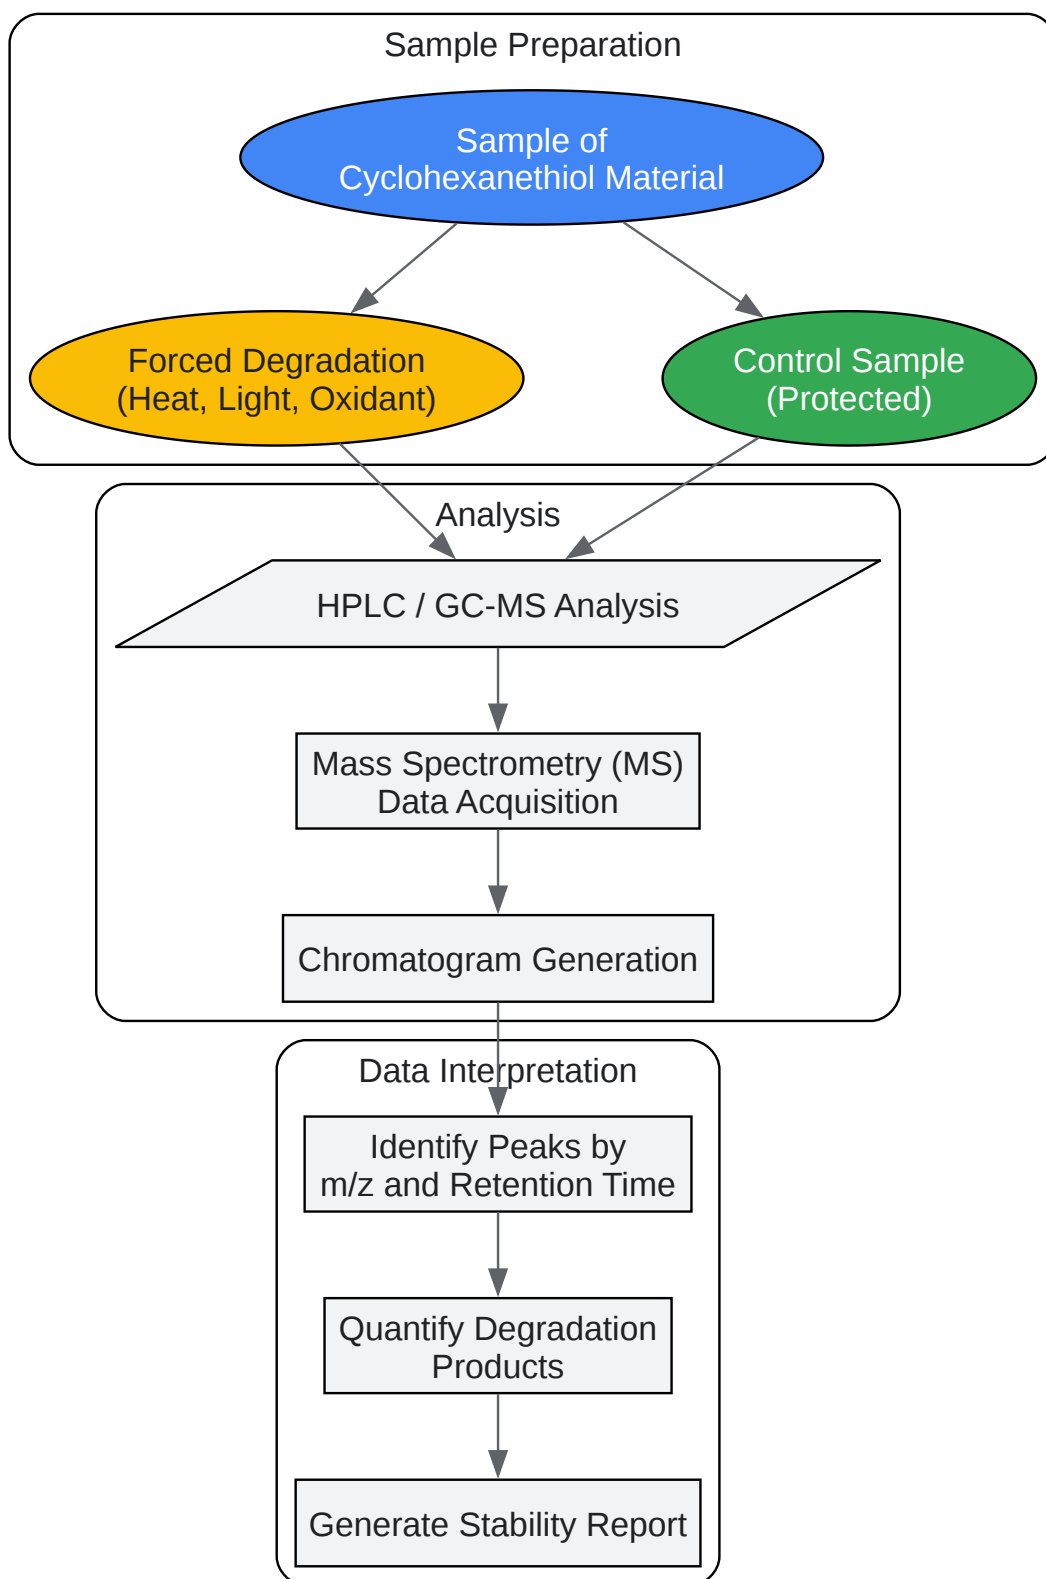 Sample Preparation
Sample of
Cyclohexanethiol Material
Forced Degradation
(Heat, Light, Oxidant)
Control Sample
(Protected)
Analysis
HPLC / GC-MS Analysis
Mass Spectrometry (MS)
Data Acquisition
Chromatogram Generation
Data Interpretation
Identify Peaks by
m/z and Retention Time
Quantify Degradation
Products
Generate Stability Report